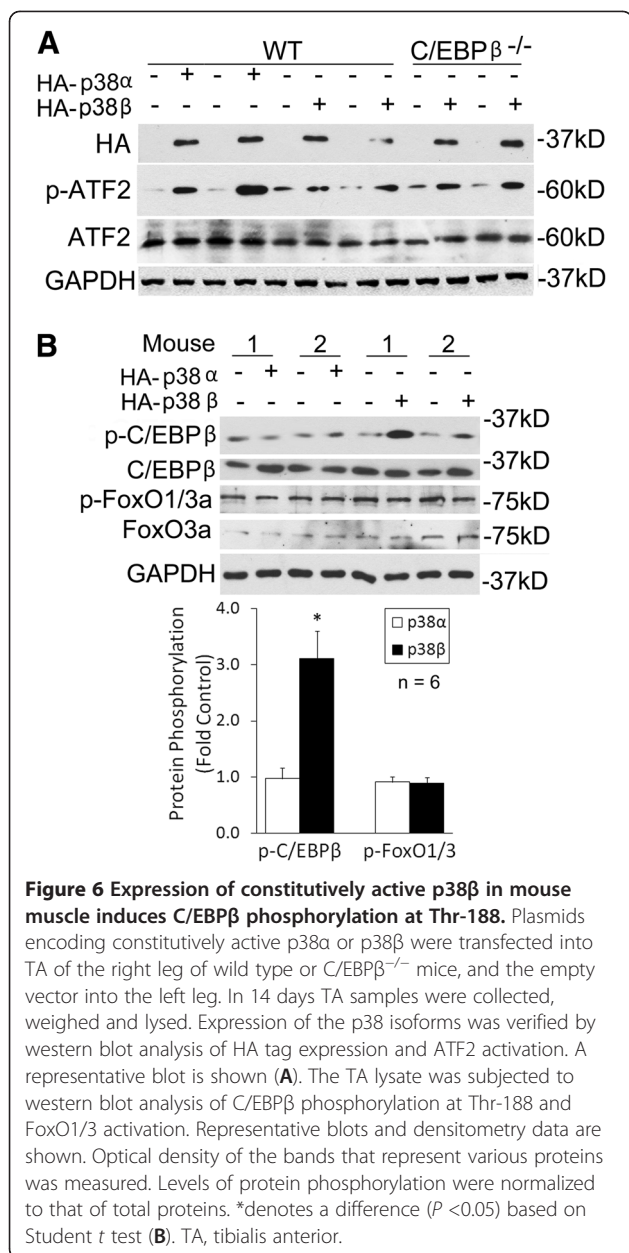 A
WT C/EBPβ -/-
HA-p38α - + - + - - - - - - - -
HA-p38β - - - - - + - + - + - +
HA -37kD
p-ATF2 -60kD
ATF2 -60kD
GAPDH -37kD
B
Mouse 1 2 1 2
HA-p38α - + - + - - - -
HA-p38β - - - - - + - +
p-C/EBPβ -37kD
C/EBPβ -37kD
p-FoxO1/3a -75kD
FoxO3a -75kD
GAPDH -37kD
Protein Phosphorylation
(Fold Control)
4.0
3.0
2.0
1.0
0.0
*
p38α
p38β
n = 6
p-C/EBPβ p-FoxO1/3
Figure 6 Expression of constitutively active p38β in mouse
muscle induces C/EBPβ phosphorylation at Thr-188. Plasmids
encoding constitutively active p38α or p38β were transfected into
TA of the right leg of wild type or C/EBPβ−/− mice, and the empty
vector into the left leg. In 14 days TA samples were collected,
weighed and lysed. Expression of the p38 isoforms was verified by
western blot analysis of HA tag expression and ATF2 activation. A
representative blot is shown (A). The TA lysate was subjected to
western blot analysis of C/EBPβ phosphorylation at Thr-188 and
FoxO1/3 activation. Representative blots and densitometry data are
shown. Optical density of the bands that represent various proteins
was measured. Levels of protein phosphorylation were normalized
to that of total proteins. *denotes a difference (P <0.05) based on
Student t test (B). TA, tibialis anterior.